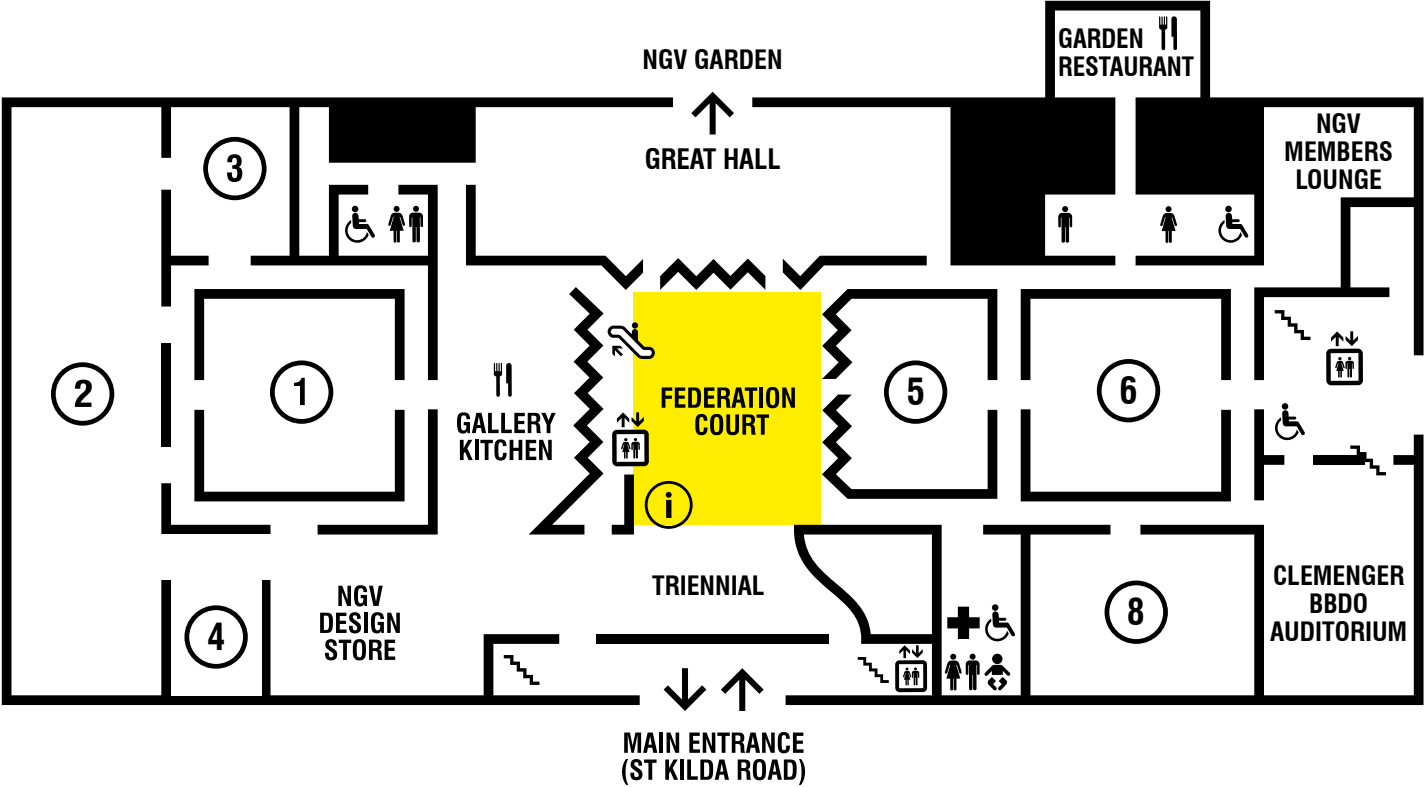 GARDEN
RESTAURANT
NGV GARDEN
GREAT HALL
NGV
MEMBERS
LOUNGE
3
2
1
GALLERY
KITCHEN
FEDERATION
COURT
5
6
i
4
NGV
DESIGN
STORE
TRIENNIAL
8
CLEMENGER
BBDO
AUDITORIUM
MAIN ENTRANCE
(ST KILDA ROAD)